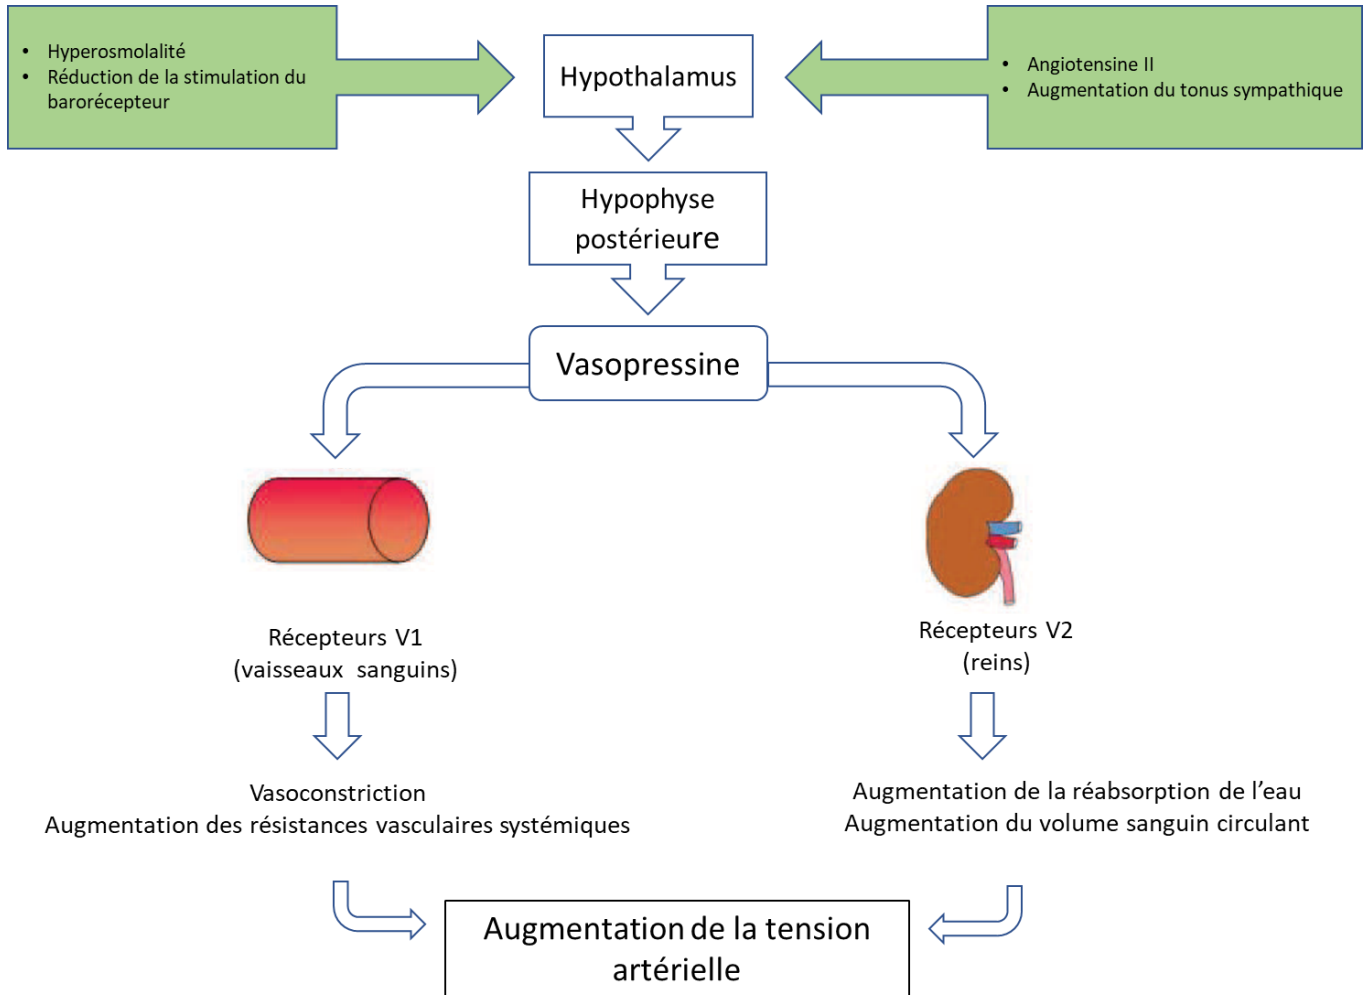 • Hyperosmolalité
• Réduction de la stimulation du
barorécepteur
Hypothalamus
• Angiotensine II
• Augmentation du tonus sympathique
Hypophyse
postérieure
Vasopressine
Récepteurs V1
(vaisseaux sanguins)
Récepteurs V2
(reins)
Vasoconstriction
Augmentation des résistances vasculaires systémiques
Augmentation de la réabsorption de l'eau
Augmentation du volume sanguin circulant
Augmentation de la tension
artérielle